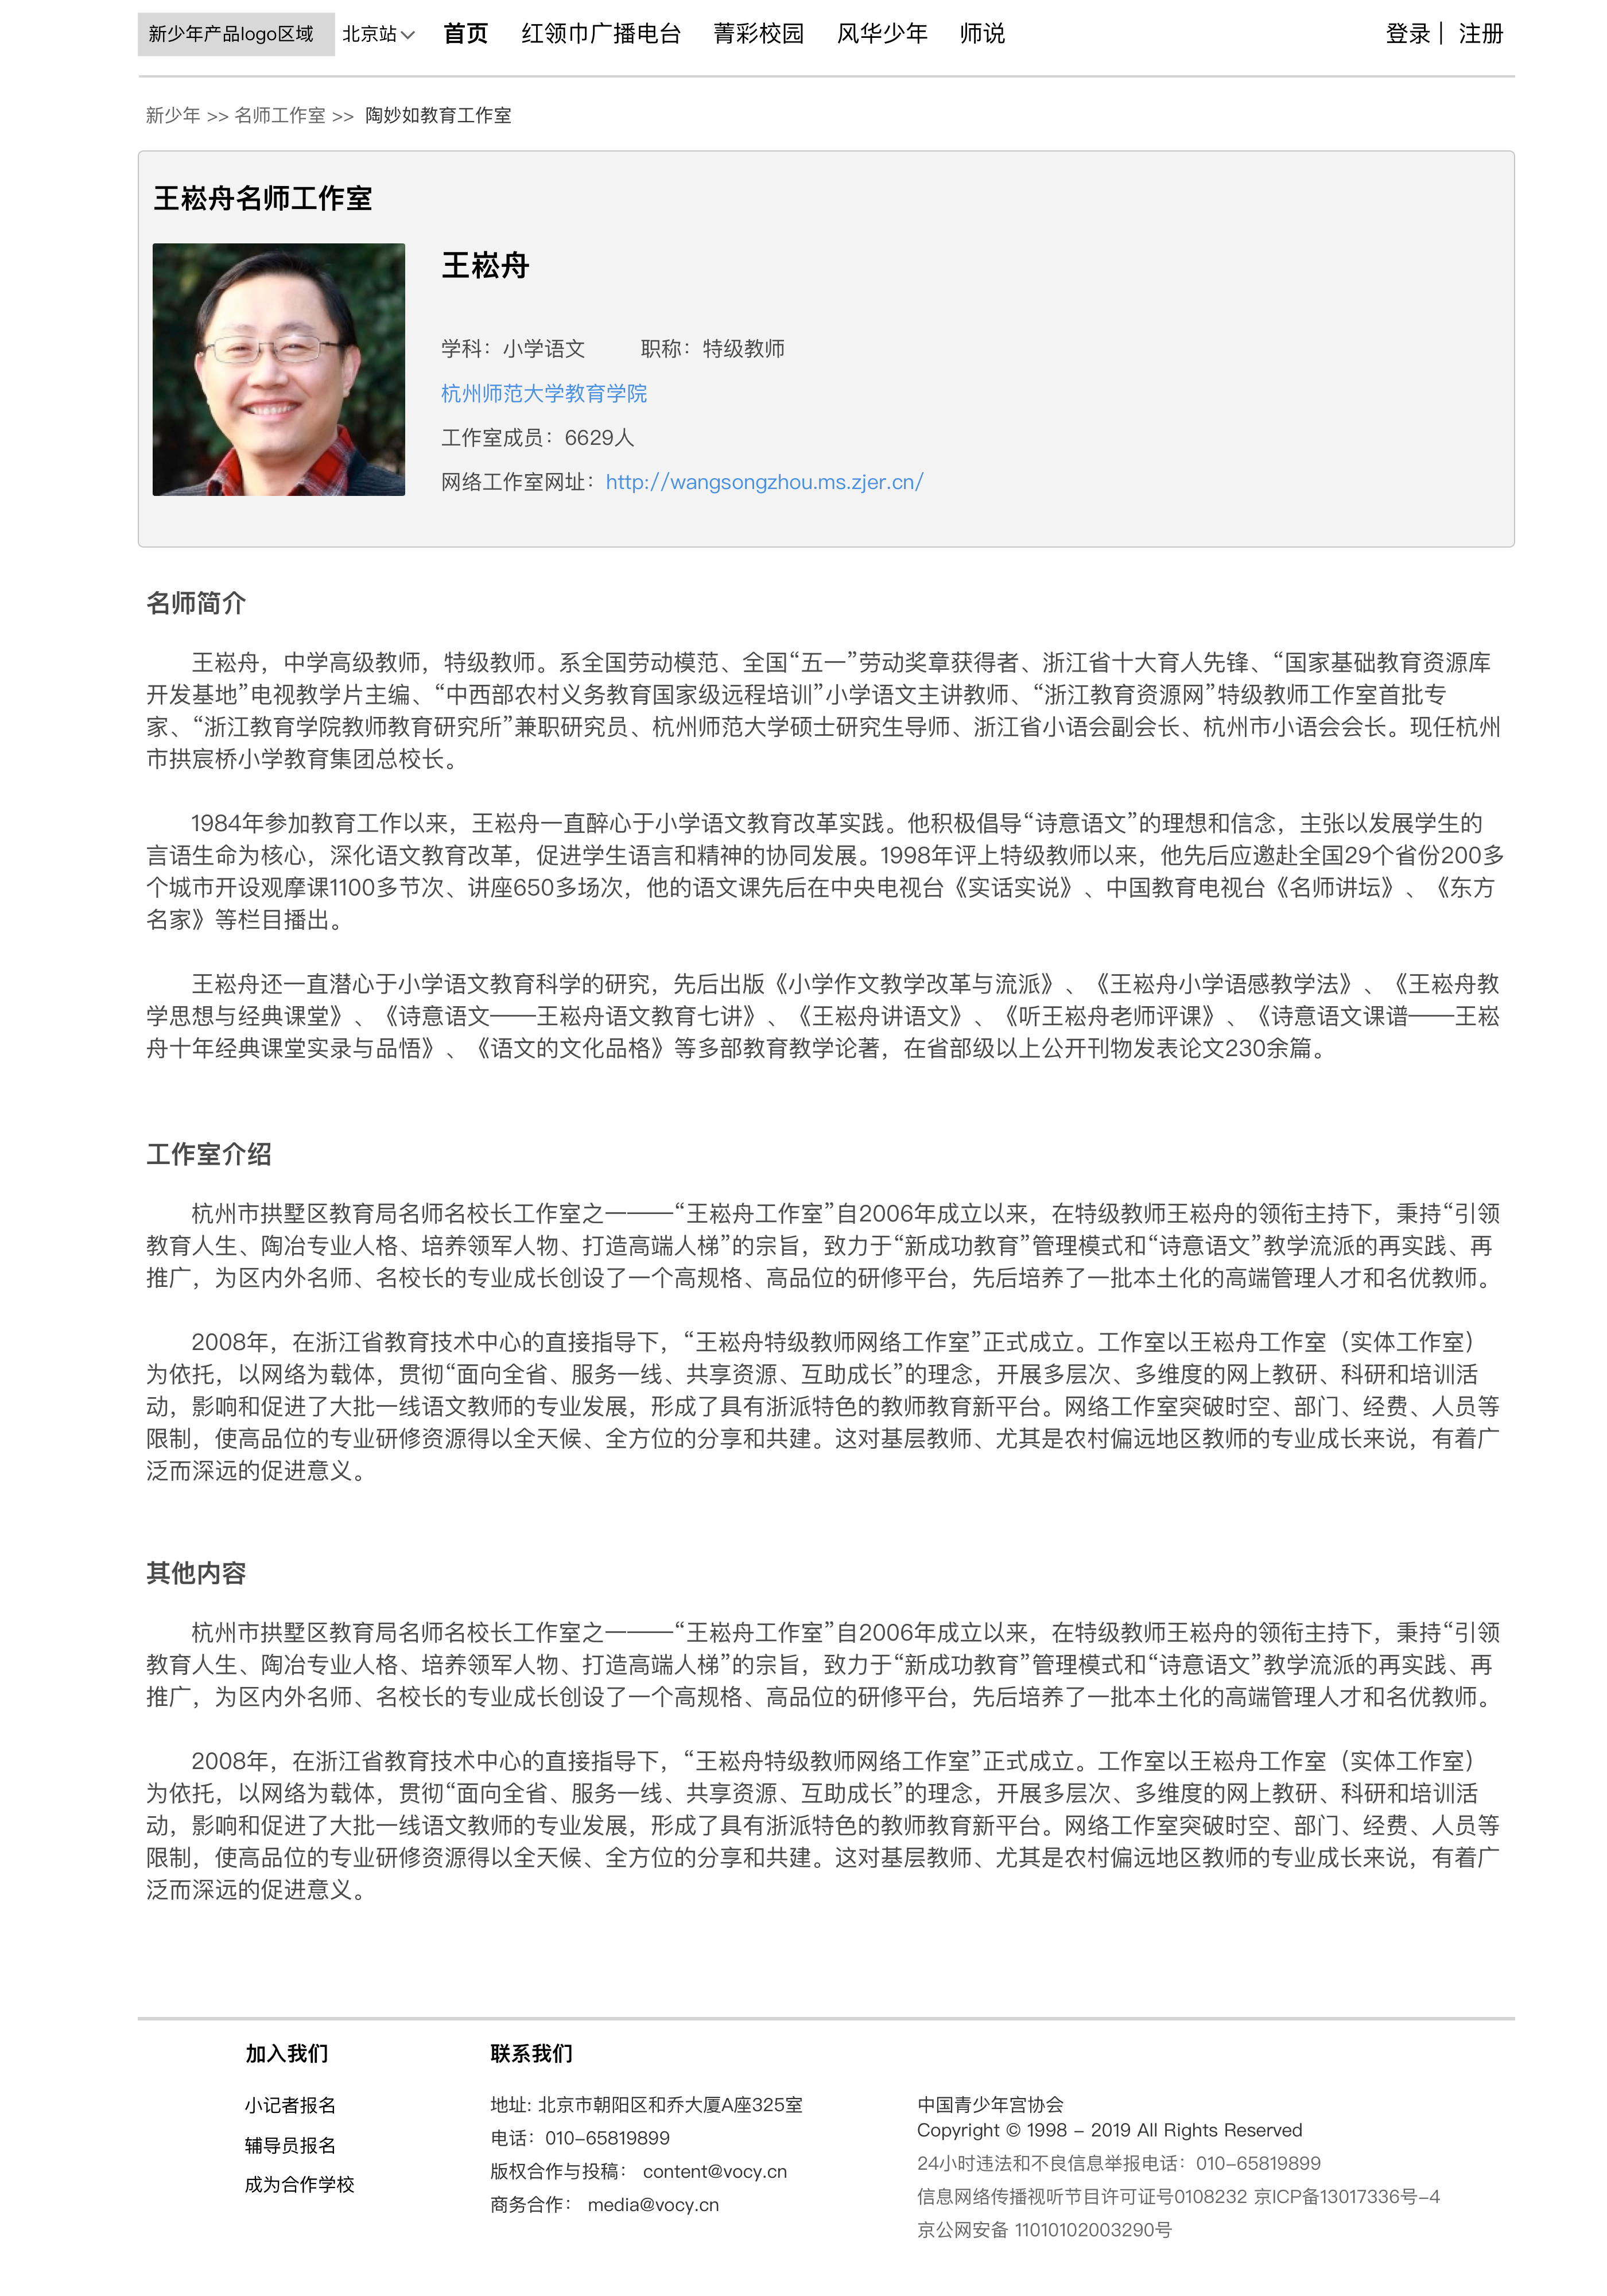 新少年产品logo区域 北京站 首页 红领巾广播电台 菁彩校园 风华少年 师说 登录 | 注册
新少年 >> 名师工作室 >> 陶妙如教育工作室
王崧舟名师工作室
王崧舟
学科：小学语文 职称：特级教师
杭州师范大学教育学院
工作室成员：6629人
网络工作室网址：http://wangsongzhou.ms.zjer.cn/
名师简介
王崧舟，中学高级教师，特级教师。系全国劳动模范、全国“五一”劳动奖章获得者、浙江省十大育人先锋、“国家基础教育资源库
开发基地”电视教学片主编、“中西部农村义务教育国家级远程培训”小学语文主讲教师、“浙江教育资源网”特级教师工作室首批专
家、“浙江教育学院教师教育研究所”兼职研究员、杭州师范大学硕士研究生导师、浙江省小语会副会长、杭州市小语会会长。现任杭州
市拱宸桥小学教育集团总校长。
1984年参加教育工作以来，王崧舟一直醉心于小学语文教育改革实践。他积极倡导“诗意语文”的理想和信念，主张以发展学生的
言语生命为核心，深化语文教育改革，促进学生语言和精神的协同发展。1998年评上特级教师以来，他先后应邀赴全国29个省份200多
个城市开设观摩课1100多节次、讲座650多场次，他的语文课先后在中央电视台《实话实说》、中国教育电视台《名师讲坛》、《东方
名家》等栏目播出。
王崧舟还一直潜心于小学语文教育科学的研究，先后出版《小学作文教学改革与流派》、《王崧舟小学语感教学法》、《王崧舟教
学思想与经典课堂》、《诗意语文——王崧舟语文教育七讲》、《王崧舟讲语文》、《听王崧舟老师评课》、《诗意语文课谱——王崧
舟十年经典课堂实录与品悟》、《语文的文化品格》等多部教育教学论著，在省部级以上公开刊物发表论文230余篇。
工作室介绍
杭州市拱墅区教育局名师名校长工作室之一——“王崧舟工作室”自2006年成立以来，在特级教师王崧舟的领衔主持下，秉持“引领
教育人生、陶冶专业人格、培养领军人物、打造高端人梯”的宗旨，致力于“新成功教育”管理模式和“诗意语文”教学流派的再实践、再
推广，为区内外名师、名校长的专业成长创设了一个高规格、高品位的研修平台，先后培养了一批本土化的高端管理人才和名优教师。
2008年，在浙江省教育技术中心的直接指导下，“王崧舟特级教师网络工作室”正式成立。工作室以王崧舟工作室（实体工作室）
为依托，以网络为载体，贯彻“面向全省、服务一线、共享资源、互助成长”的理念，开展多层次、多维度的网上教研、科研和培训活
动，影响和促进了大批一线语文教师的专业发展，形成了具有浙派特色的教师教育新平台。网络工作室突破时空、部门、经费、人员等
限制，使高品位的专业研修资源得以全天候、全方位的分享和共建。这对基层教师、尤其是农村偏远地区教师的专业成长来说，有着广
泛而深远的促进意义。
其他内容
杭州市拱墅区教育局名师名校长工作室之一——“王崧舟工作室”自2006年成立以来，在特级教师王崧舟的领衔主持下，秉持“引领
教育人生、陶冶专业人格、培养领军人物、打造高端人梯”的宗旨，致力于“新成功教育”管理模式和“诗意语文”教学流派的再实践、再
推广，为区内外名师、名校长的专业成长创设了一个高规格、高品位的研修平台，先后培养了一批本土化的高端管理人才和名优教师。
2008年，在浙江省教育技术中心的直接指导下，“王崧舟特级教师网络工作室”正式成立。工作室以王崧舟工作室（实体工作室）
为依托，以网络为载体，贯彻“面向全省、服务一线、共享资源、互助成长”的理念，开展多层次、多维度的网上教研、科研和培训活
动，影响和促进了大批一线语文教师的专业发展，形成了具有浙派特色的教师教育新平台。网络工作室突破时空、部门、经费、人员等
限制，使高品位的专业研修资源得以全天候、全方位的分享和共建。这对基层教师、尤其是农村偏远地区教师的专业成长来说，有着广
泛而深远的促进意义。
加入我们
小记者报名
辅导员报名
成为合作学校
联系我们
地址: 北京市朝阳区和乔大厦A座325室
电话：010-65819899
版权合作与投稿： content@vocy.cn
商务合作： media@vocy.cn
中国青少年宫协会
Copyright © 1998 - 2019 All Rights Reserved
24小时违法和不良信息举报电话：010-65819899
信息网络传播视听节目许可证号0108232 京ICP备13017336号-4
京公网安备 11010102003290号